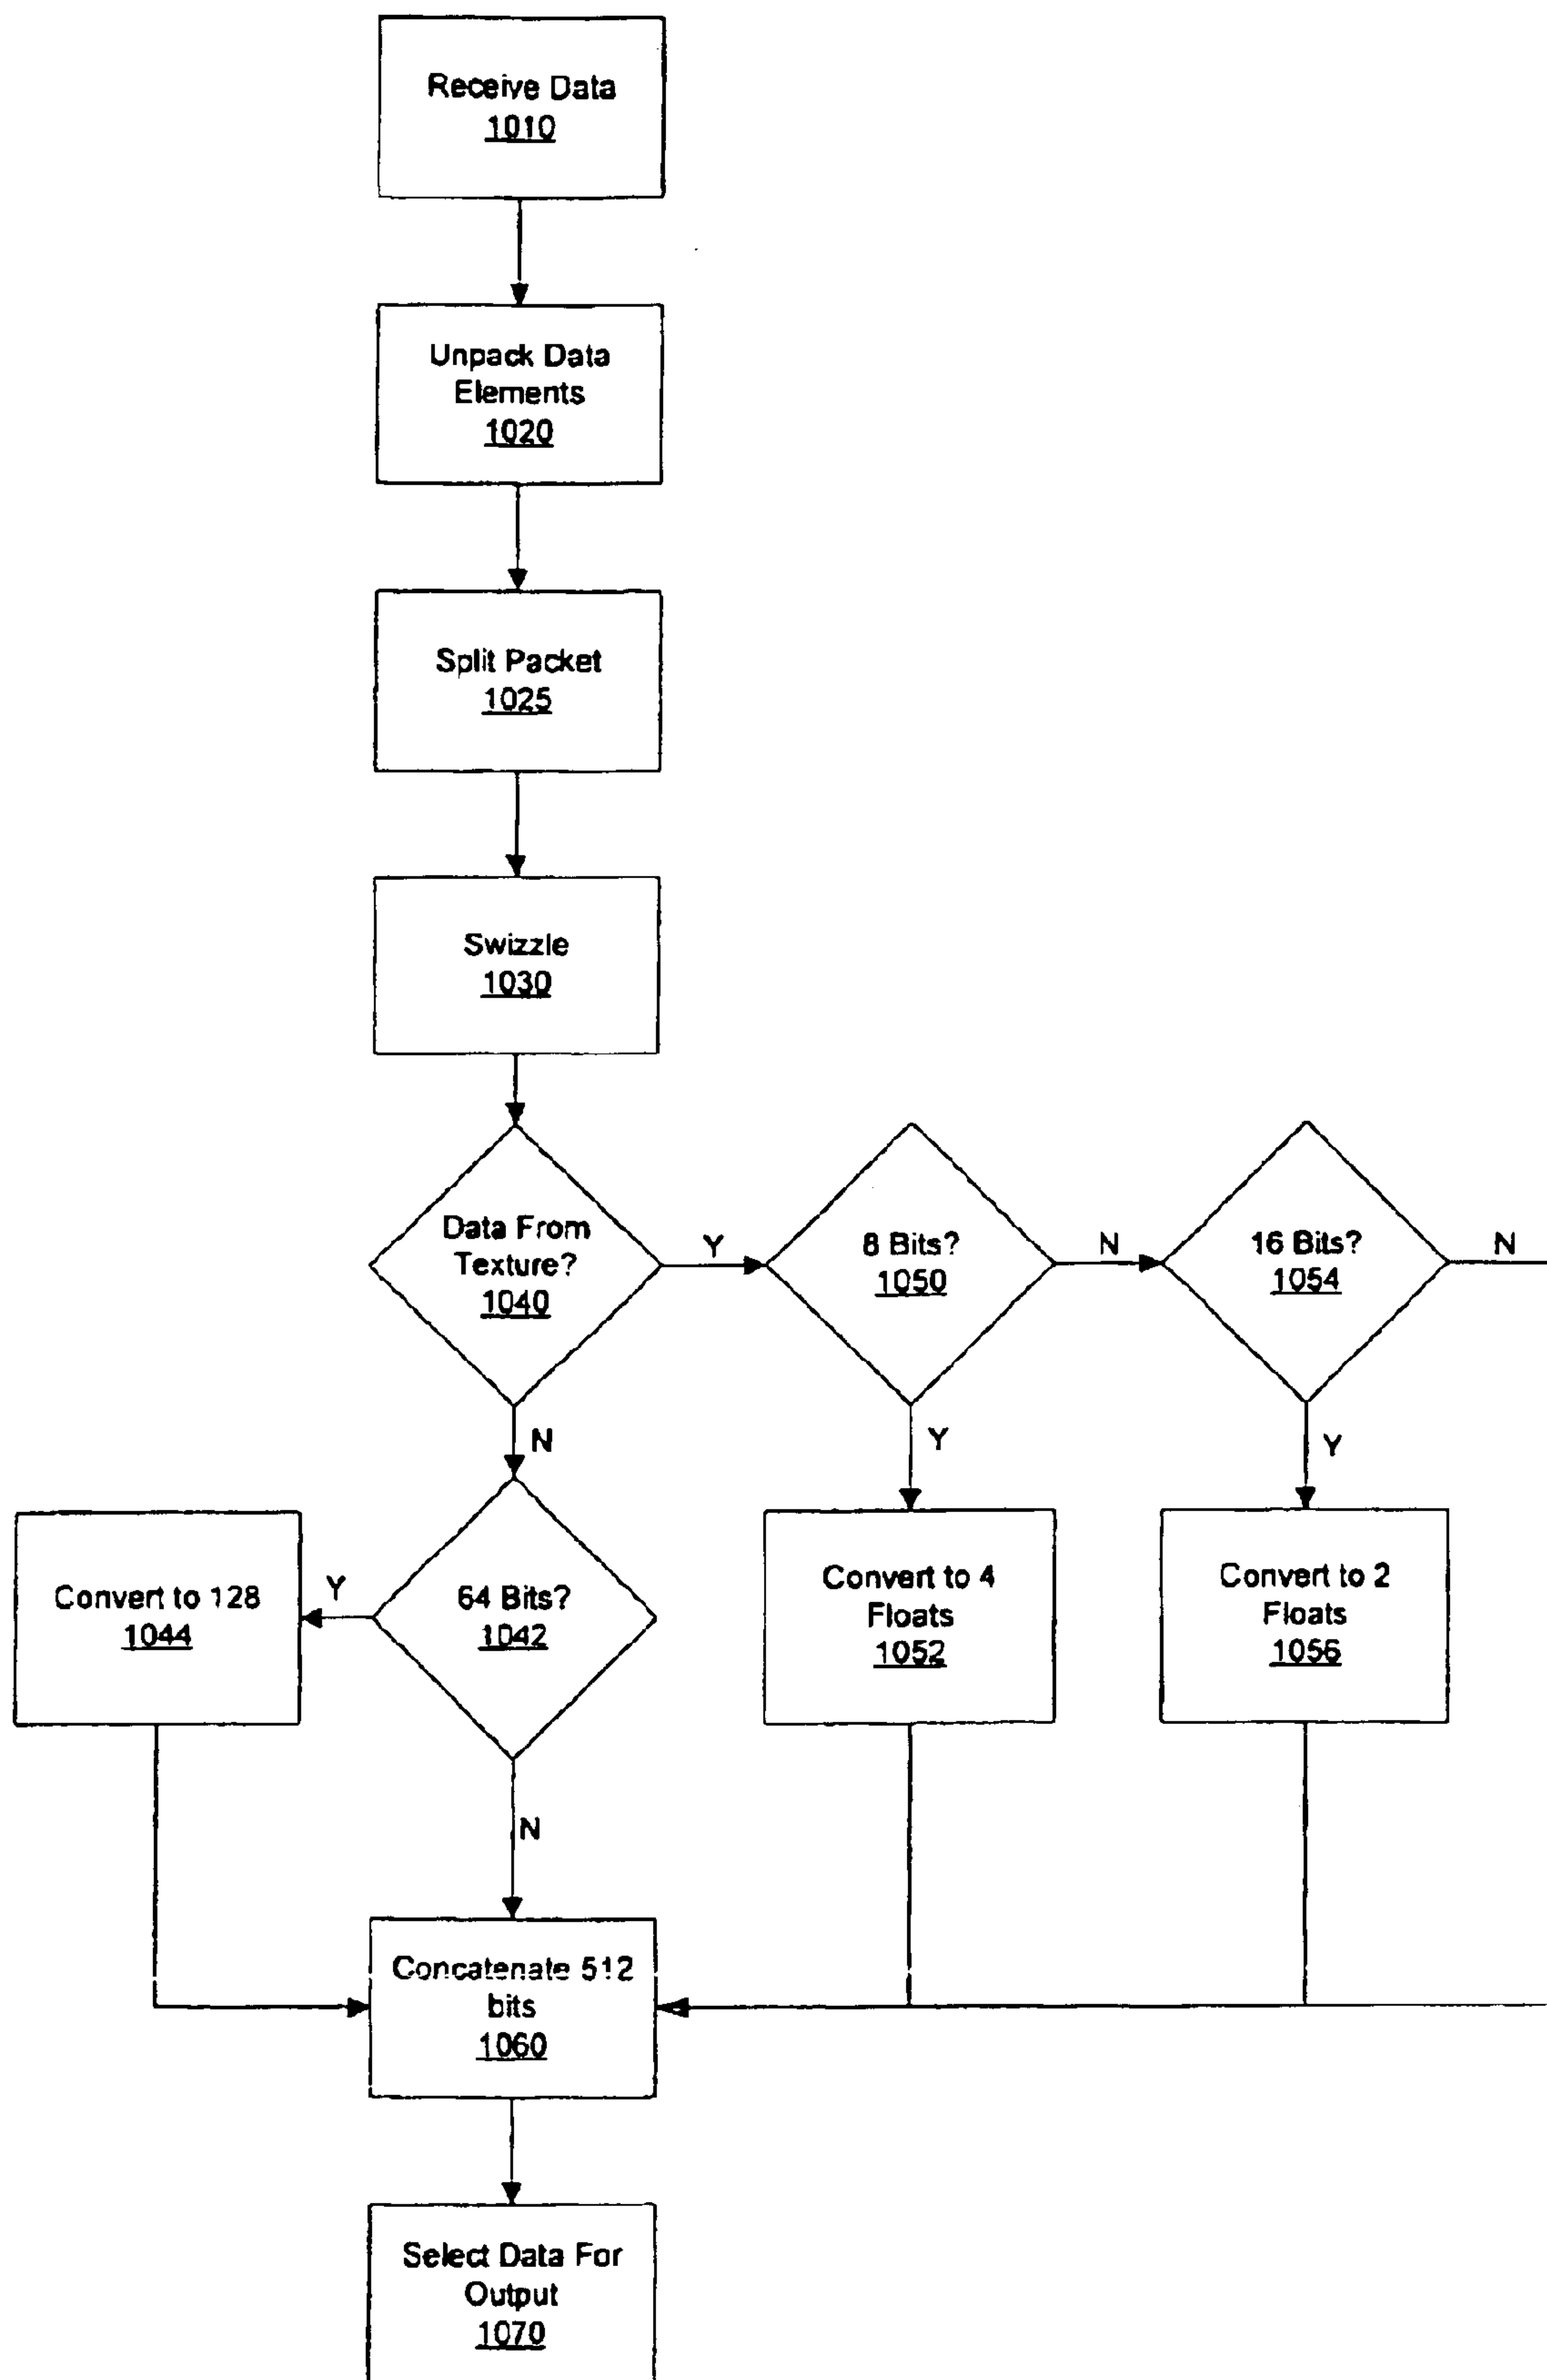 Receive Data
1010
Unpack Data
Elements
1020
Split Packet
1025
Swizzle
1030
Data From
Texture?
1040
Y
8 Bits?
1050
N
16 Bits?
1054
N
N
Y
Y
Convert to 128
1044
Y
64 Bits?
1042
Convert to 4
Floats
1052
Convert to 2
Floats
1056
N
Concatenate 512
bits
1060
Select Data For
Output
1070